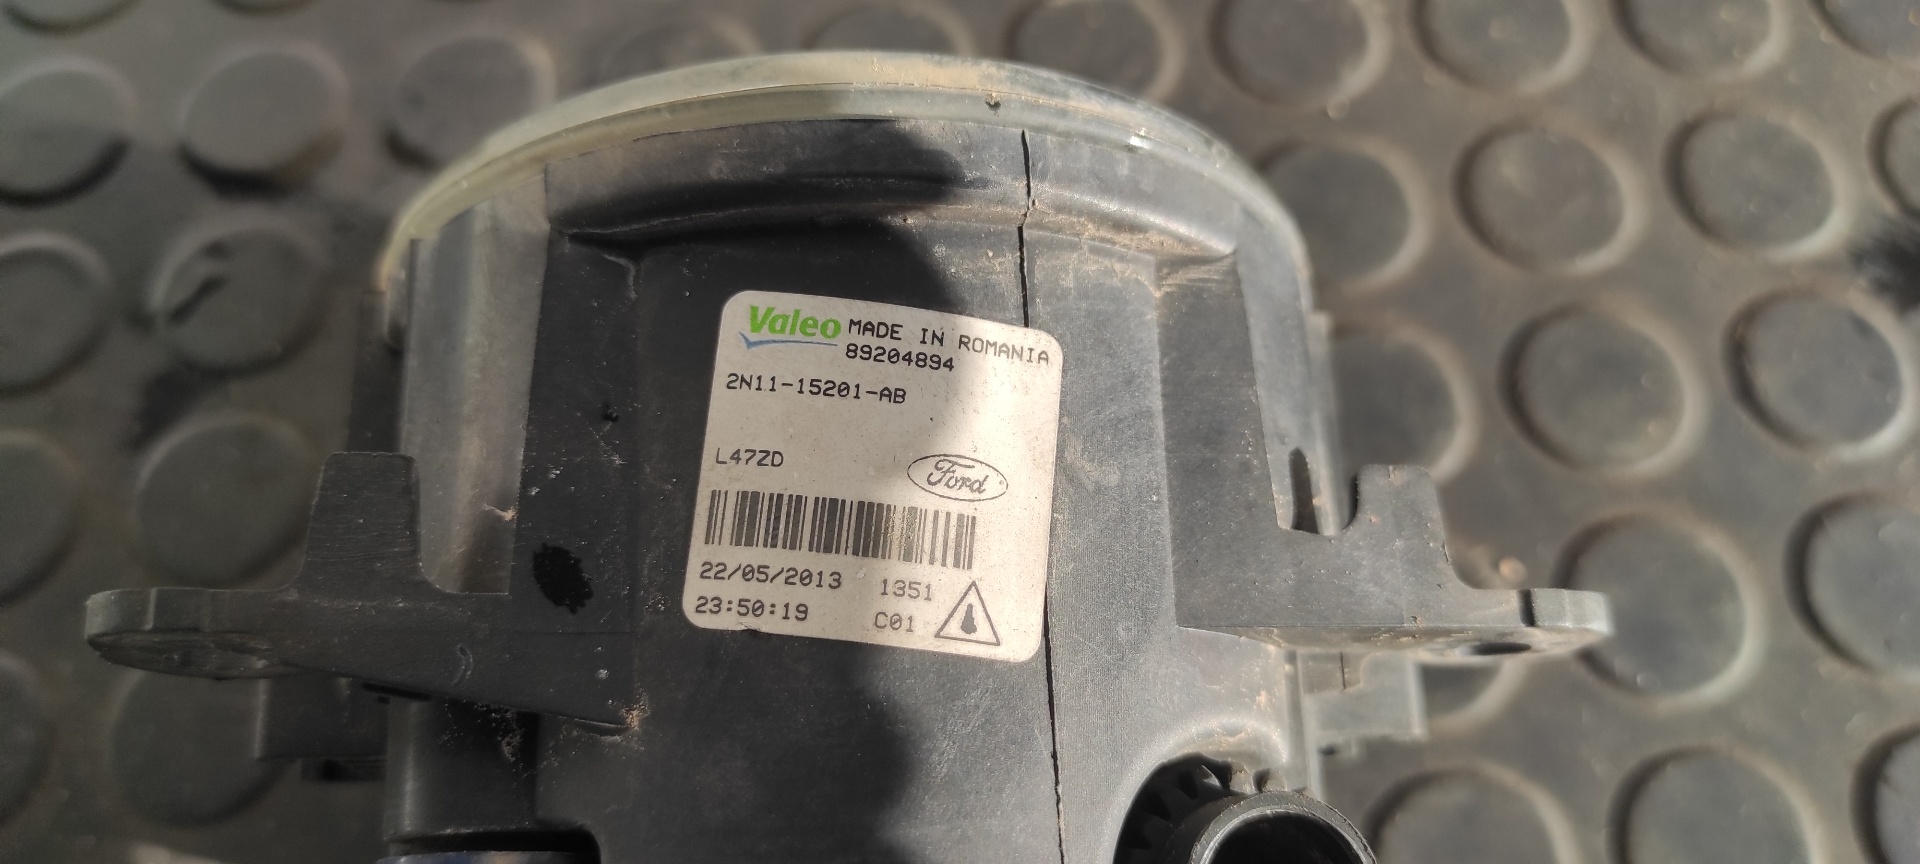 Valeo MADE IN ROMANIA
89204894
2N11-15201-AB
L47ZD
Ford
22/05/2013 1351
23:50:19 C01